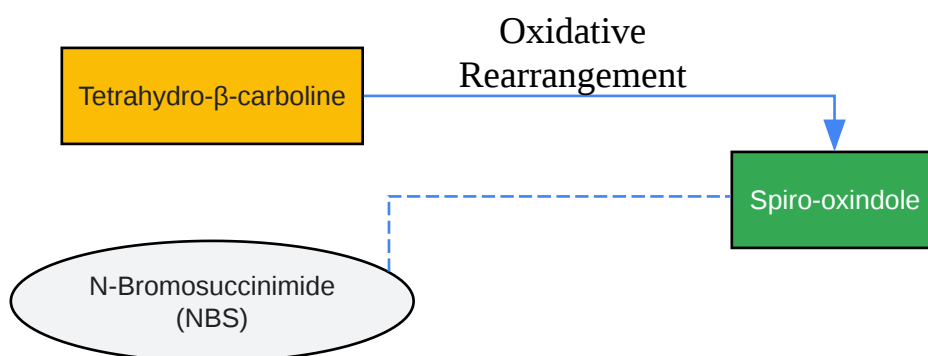 Oxidative
Rearrangement
Tetrahydro-β-carboline
Spiro-oxindole
N-Bromosuccinimide
(NBS)